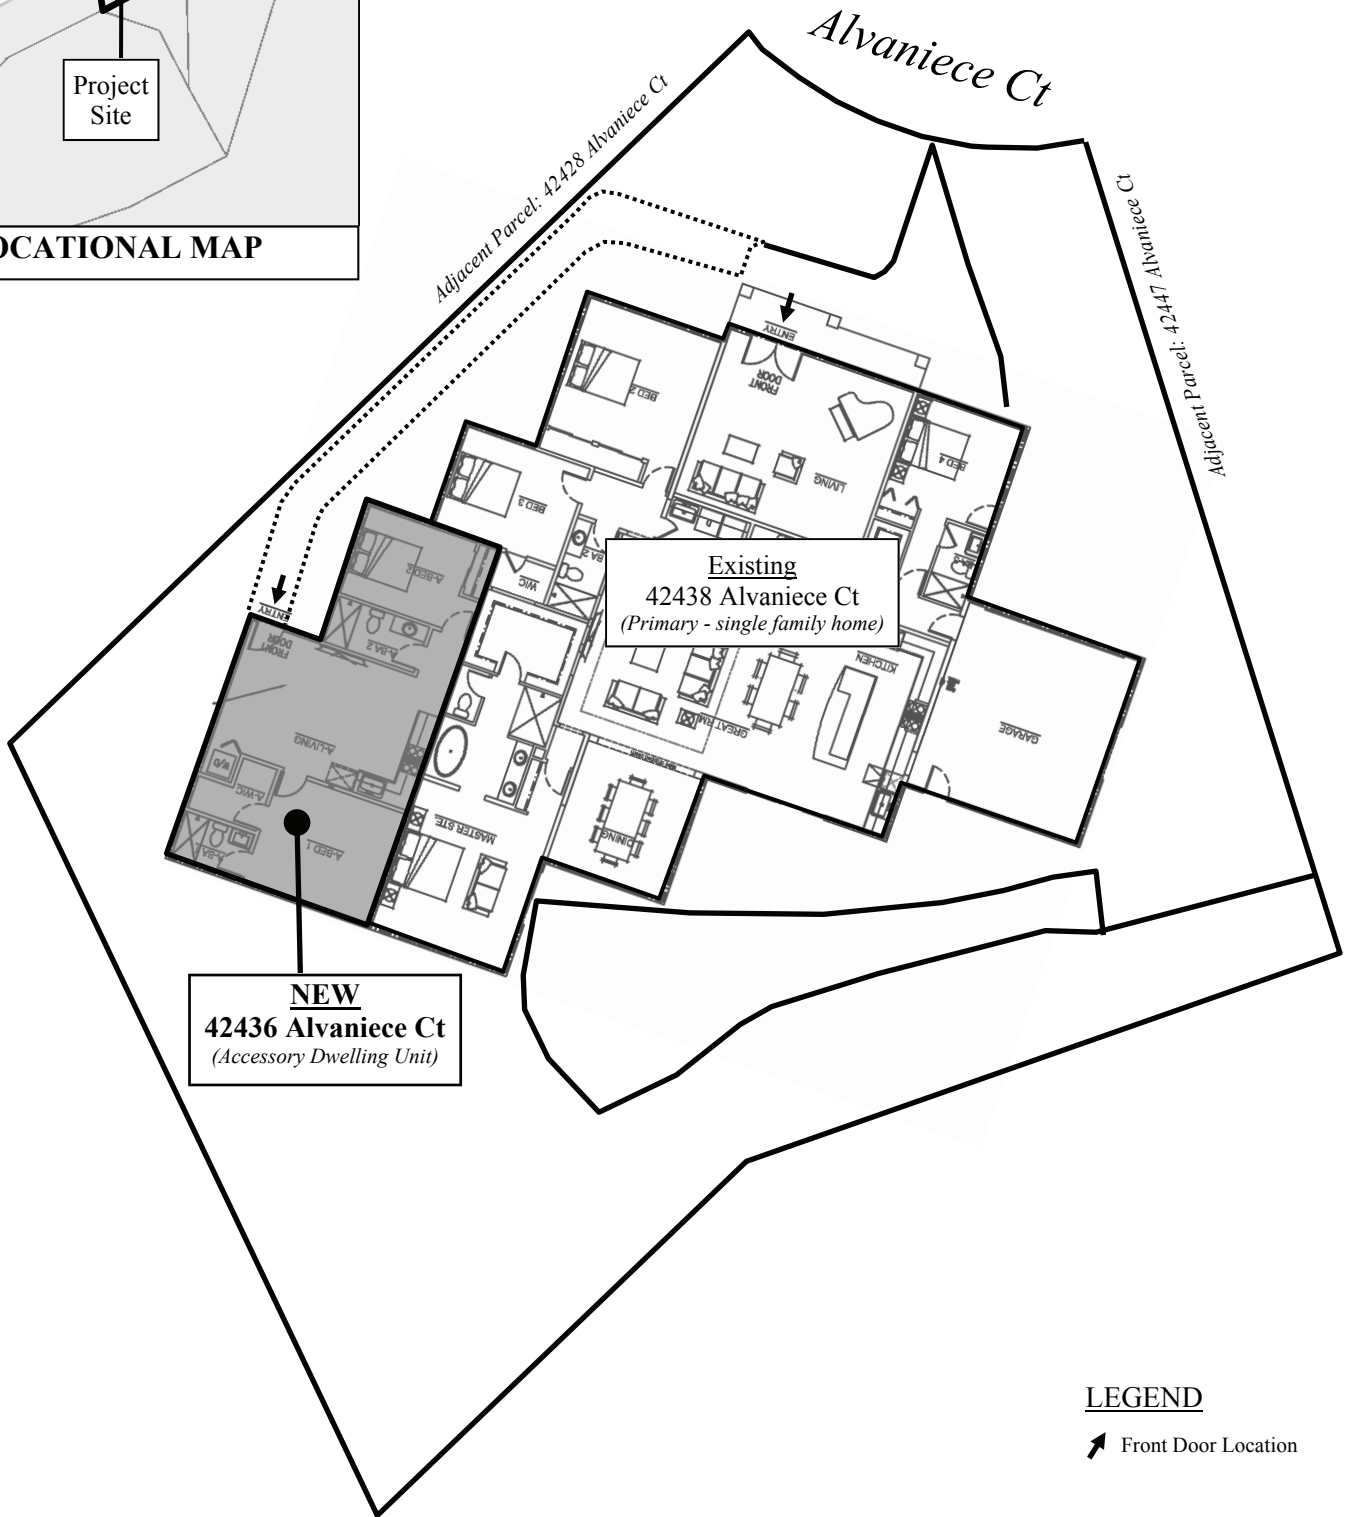 Project
Site
OCATIONAL MAP
Alvaniece Ct
Adjacent Parcel: 42428 Alvaniece Ct
Adjacent Parcel: 42447 Alvaniece Ct
ENTRY
FRONT
DOOR
BED 2
LIVING
BED 4
BED 3
BA 2
WIC
Existing
42438 Alvaniece Ct
(Primary - single family home)
KITCHEN
GREAT RM
GARAGE
DINING
MASTER STE.
A-BED 2
A-BA 2
ENTRY
FRONT
DOOR
A-LIVING
W/D
A-WIC
A-BED 1
NEW
42436 Alvaniece Ct
(Accessory Dwelling Unit)
LEGEND
Front Door Location